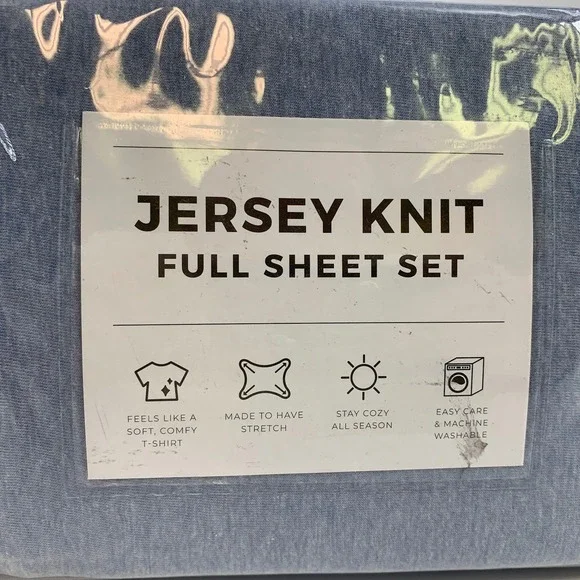 JERSEY KNIT
FULL SHEET SET
FEELS LIKE A
SOFT, COMFY
T-SHIRT
MADE TO HAVE
STRETCH
STAY COZY
ALL SEASON
EASY CARE
& MACHINE
WASHABLE